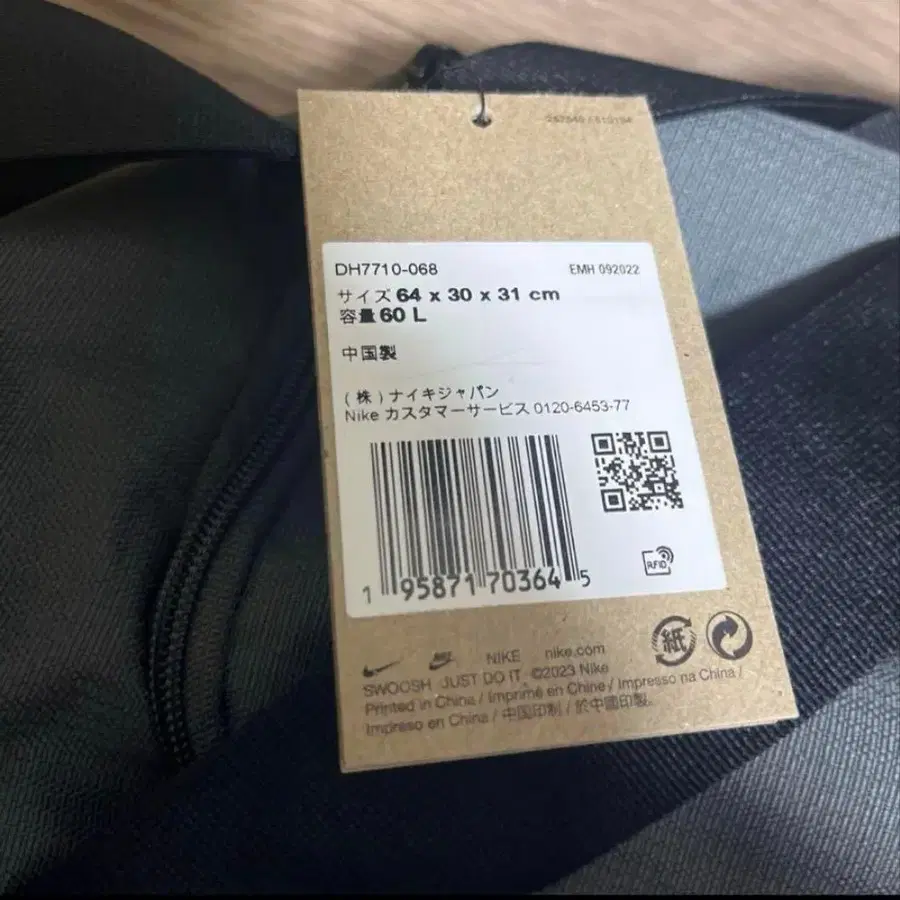 DH7710-068
EMH 092022
サイズ 64 x 30 x 31 cm
容量 60 L
中国製
(株)ナイキジャパン
Nike カスタマーサービス 0120-6453-77
1 95871 70364 5
RFID
紙
NIKE nike.com
SWOOSH JUST DO IT. ©2023 Nike
Printed in China / Imprimé en Chine / Impresso na China /
Impreso en China / 中国印制 / 於中國印製。